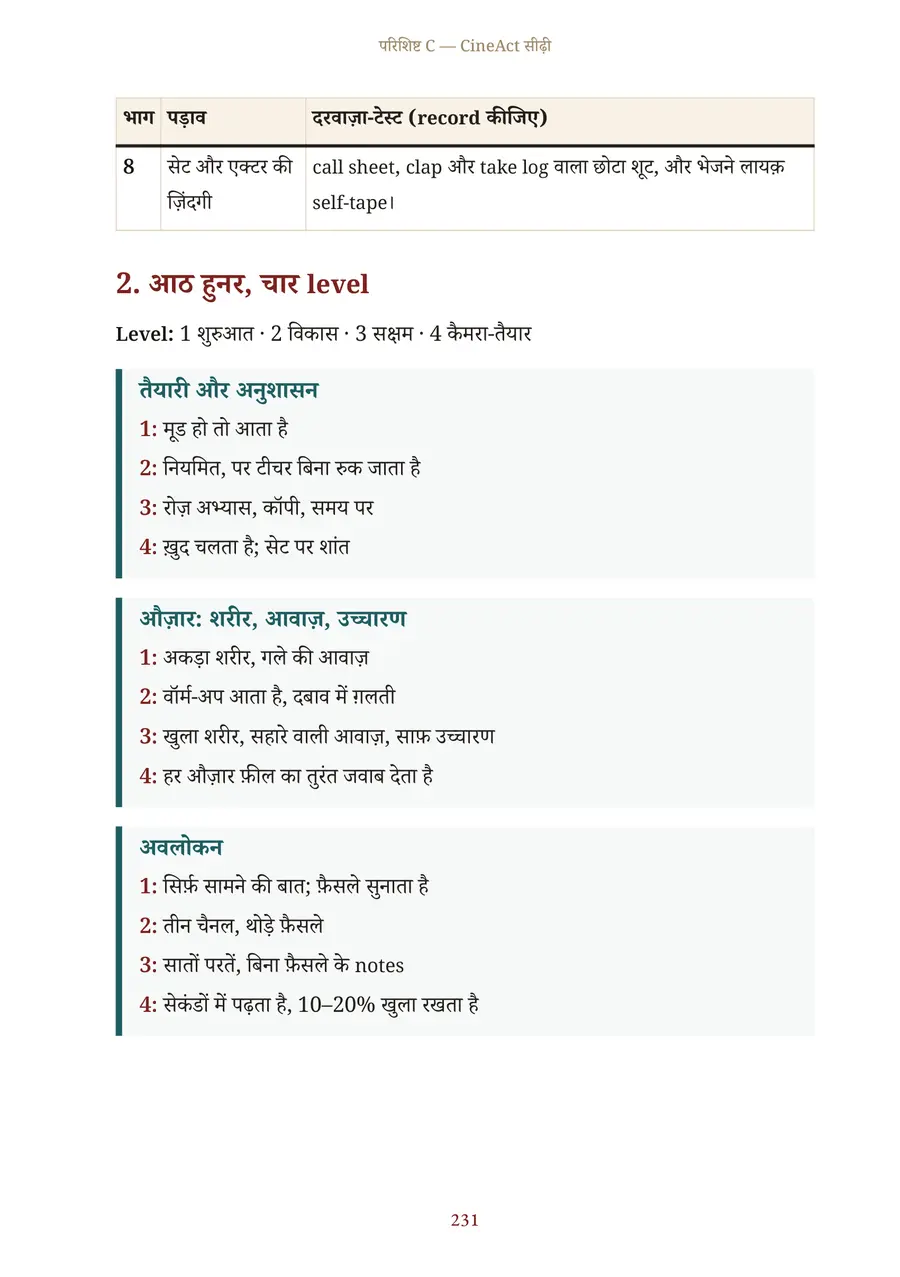 परिशिष्ट C — CineAct सीढ़ी
भाग पड़ाव दरवाज़ा-टेस्ट (record कीजिए)
8 सेट और एक्टर की call sheet, clap और take log वाला छोटा शूट, और भेजने लायक़
ज़िंदगी self-tape।
2. आठ हुनर, चार level
Level: 1 शुरुआत · 2 विकास · 3 सक्षम · 4 कैमरा-तैयार
तैयारी और अनुशासन
1: मूड हो तो आता है
2: नियमित, पर टीचर बिना रुक जाता है
3: रोज़ अभ्यास, कॉपी, समय पर
4: ख़ुद चलता है; सेट पर शांत
औज़ार: शरीर, आवाज़, उच्चारण
1: अकड़ा शरीर, गले की आवाज़
2: वॉर्म-अप आता है, दबाव में ग़लती
3: खुला शरीर, सहारे वाली आवाज़, साफ़ उच्चारण
4: हर औज़ार फ़ील का तुरंत जवाब देता है
अवलोकन
1: सिर्फ़ सामने की बात; फ़ैसले सुनाता है
2: तीन चैनल, थोड़े फ़ैसले
3: सातों परतें, बिना फ़ैसले के notes
4: सेकंडों में पढ़ता है, 10–20% खुला रखता है
231